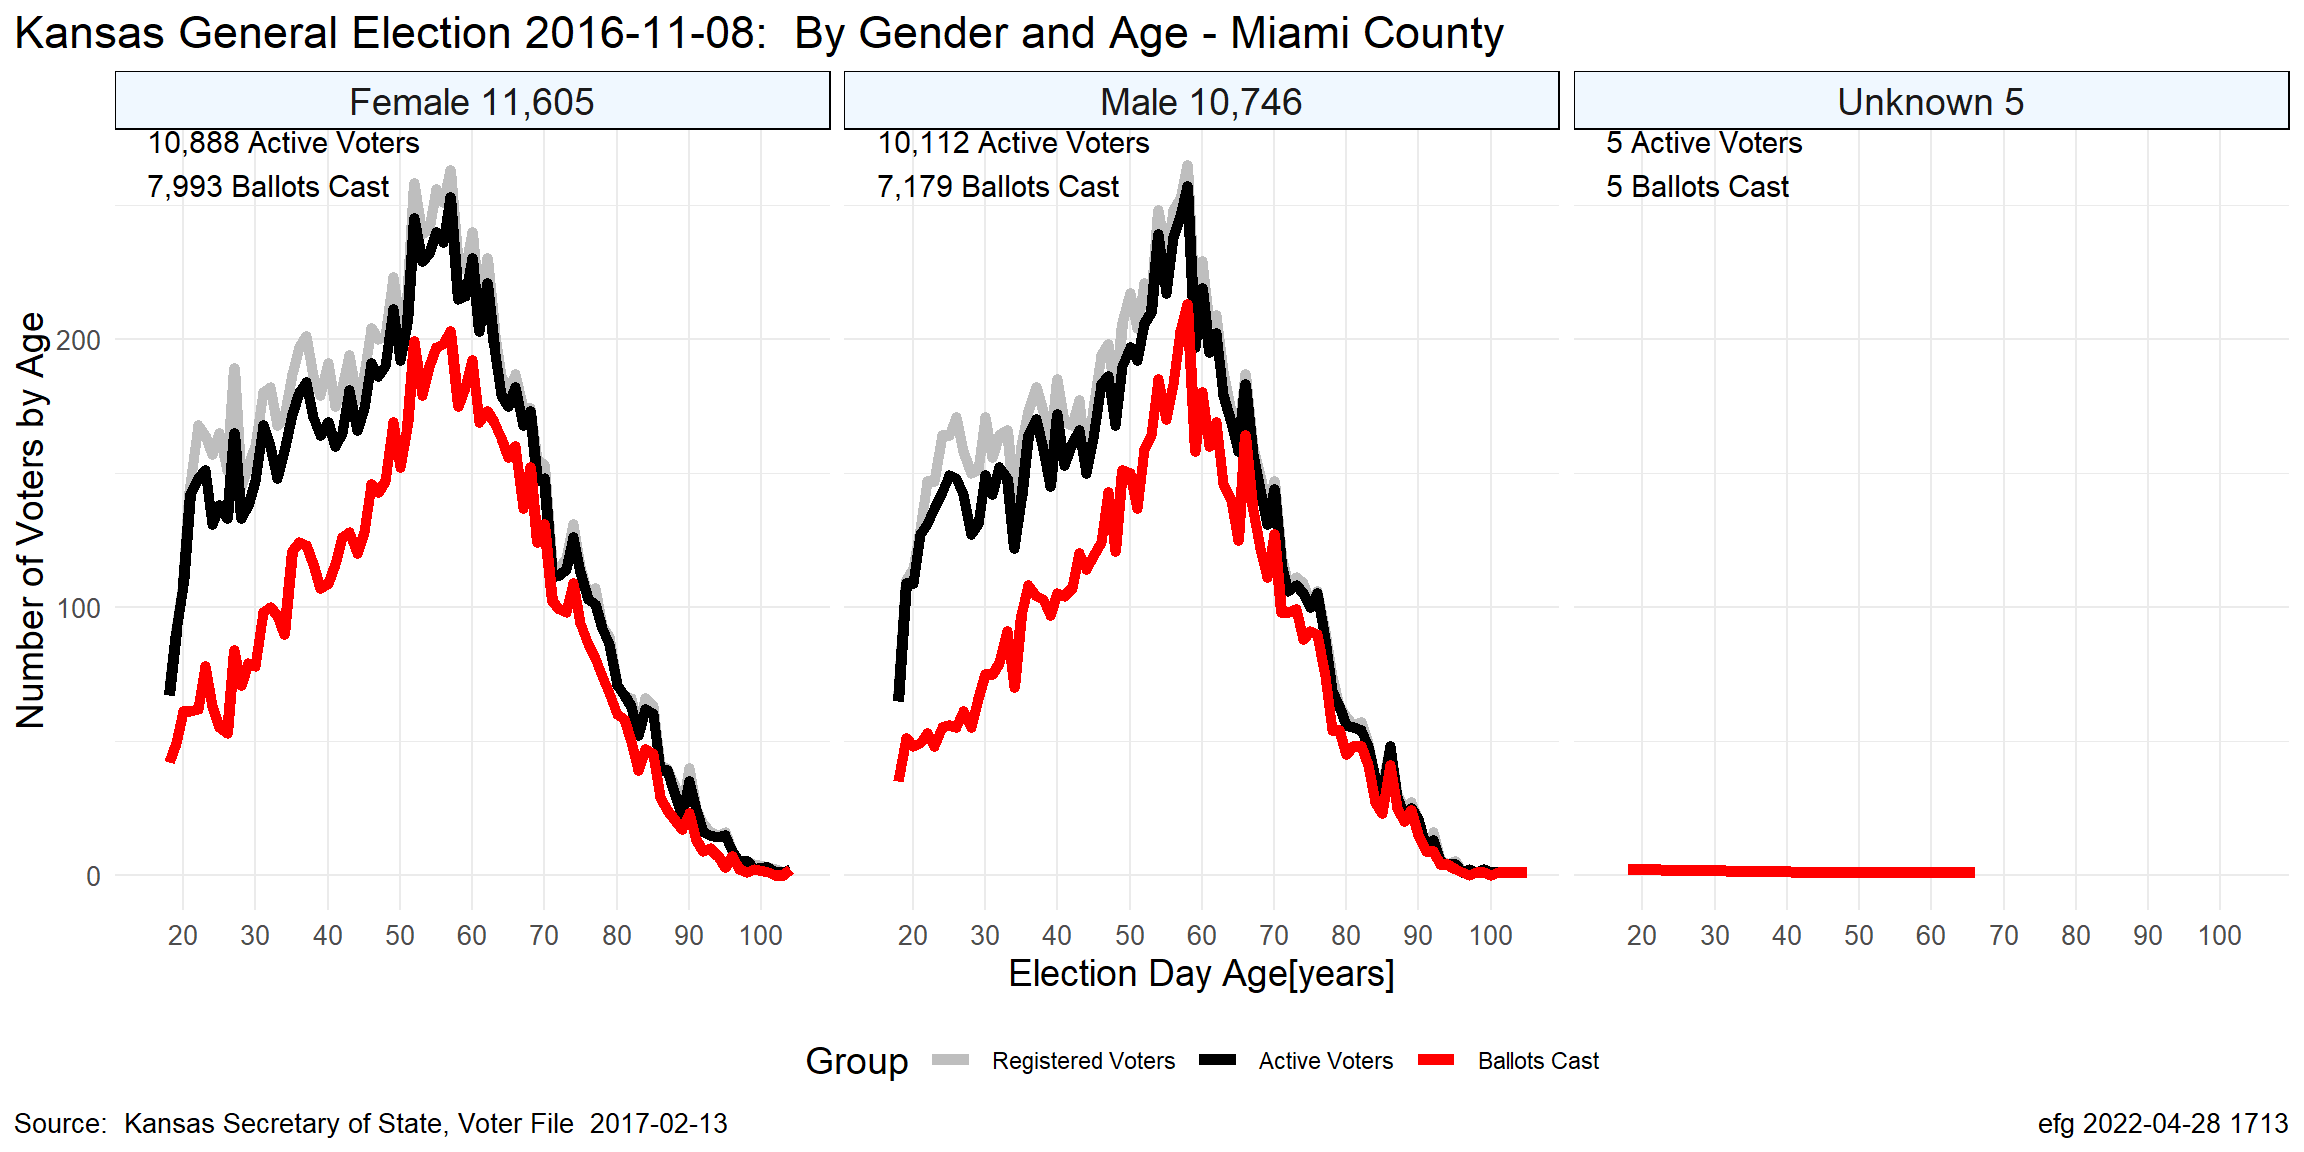 Kansas General Election 2016-11-08:  By Gender and Age - Miami County
Female 11,605
Male 10,746
Unknown 5
10,888 Active Voters
7,993 Ballots Cast
10,112 Active Voters
7,179 Ballots Cast
5 Active Voters
5 Ballots Cast
Number of Voters by Age
200
100
0
20 30 40 50 60 70 80 90 100
20 30 40 50 60 70 80 90 100
20 30 40 50 60 70 80 90 100
Election Day Age[years]
Group Registered Voters Active Voters Ballots Cast
Source:  Kansas Secretary of State, Voter File  2017-02-13
efg 2022-04-28 1713